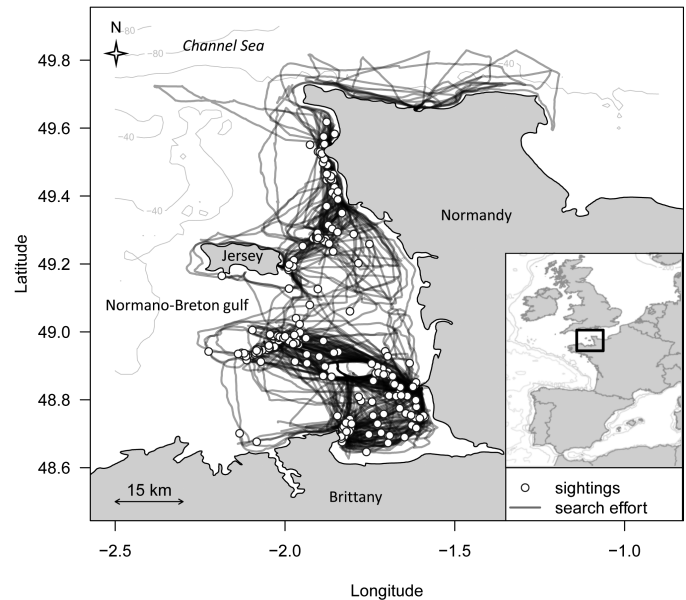 N
Channel Sea
−80
−80
−40
−40
−40
49.8
49.6
49.4
49.2
49.0
48.8
48.6
Latitude
Normandy
Jersey
Normano-Breton gulf
Brittany
15 km
sightings
search effort
−2.5
−2.0
−1.5
−1.0
Longitude